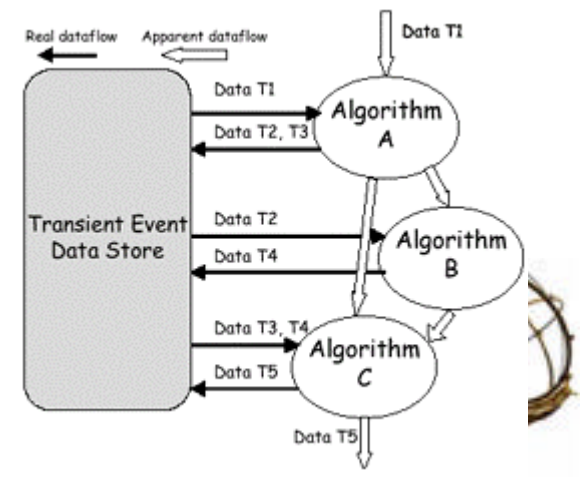 Real dataflow
Apparent dataflow
Data T1
Data T1
Algorithm
A
Data T2, T3
Transient Event
Data Store
Data T2
Algorithm
B
Data T4
Data T3, T4
Algorithm
C
Data T5
Data T5